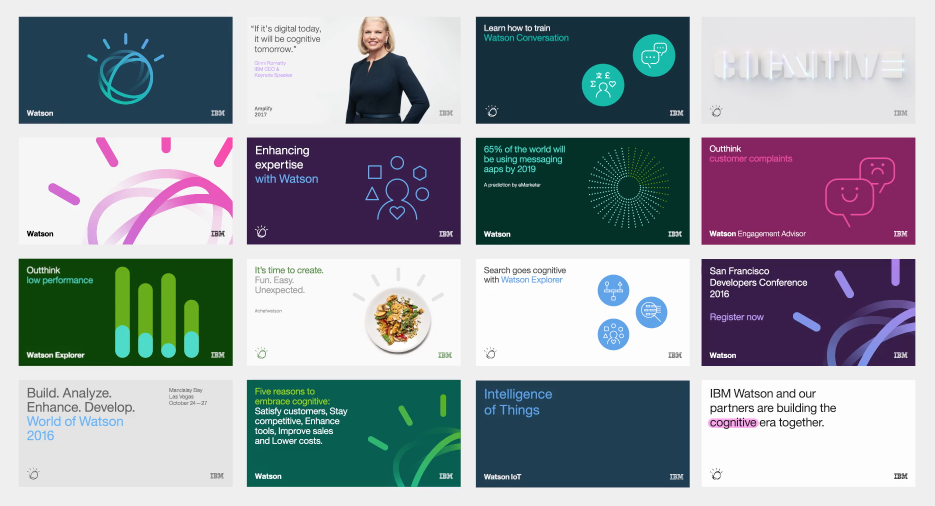 Watson
IBM
“If it’s digital today,
it will be cognitive
tomorrow.”
Ginni Rometty
IBM CEO &
Keynote Speaker
Amplify
2017
IBM
Learn how to train
Watson Conversation
IBM
COGNITIVE
IBM
Watson
IBM
Enhancing
expertise
with Watson
IBM
65% of the world will
be using messaging
aaps by 2019
A prediction by eMarketer
Watson
IBM
Outthink
customer complaints
Watson Engagement Advisor
IBM
Outthink
low performance
Watson Explorer
IBM
It’s time to create.
Fun. Easy.
Unexpected.
#chefwatson
IBM
Search goes cognitive
with Watson Explorer
IBM
San Francisco
Developers Conference
2016
Register now
Watson
IBM
Build. Analyze.
Enhance. Develop.
World of Watson
2016
Mandalay Bay
Las Vegas
October 24—27
IBM
Five reasons to
embrace cognitive:
Satisfy customers, Stay
competitive, Enhance
tools, Improve sales
and Lower costs.
Watson
IBM
Intelligence
of Things
Watson IoT
IBM
IBM Watson and our
partners are building the
cognitive era together.
IBM